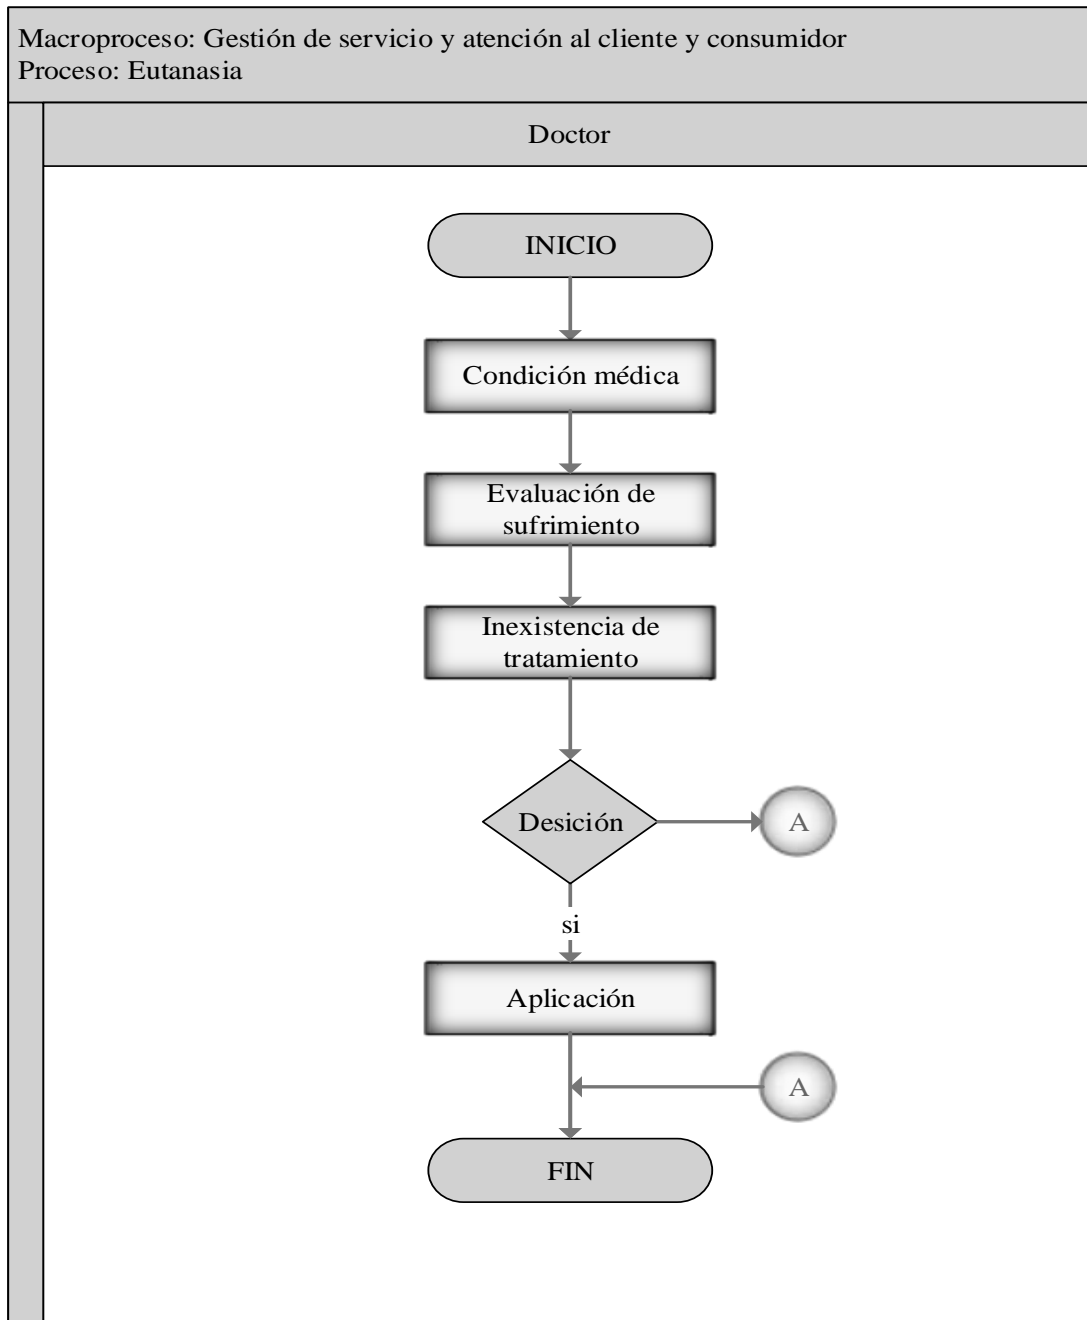 Macroproceso: Gestión de servicio y atención al cliente y consumidor
Proceso: Eutanasia
Doctor
INICIO
Condición médica
Evaluación de
sufrimiento
Inexistencia de
tratamiento
Desición
A
si
Aplicación
A
FIN